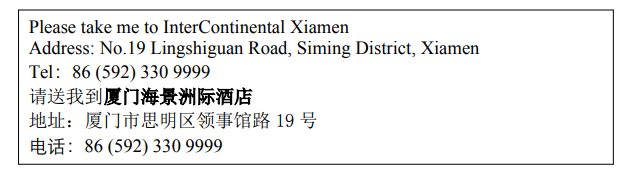 Please take me to InterContinental Xiamen
Address: No.19 Lingshiguan Road, Siming District, Xiamen
Tel：86 (592) 330 9999
请送我到厦门海景洲际酒店
地址：厦门市思明区领事馆路 19 号
电话：86 (592) 330 9999